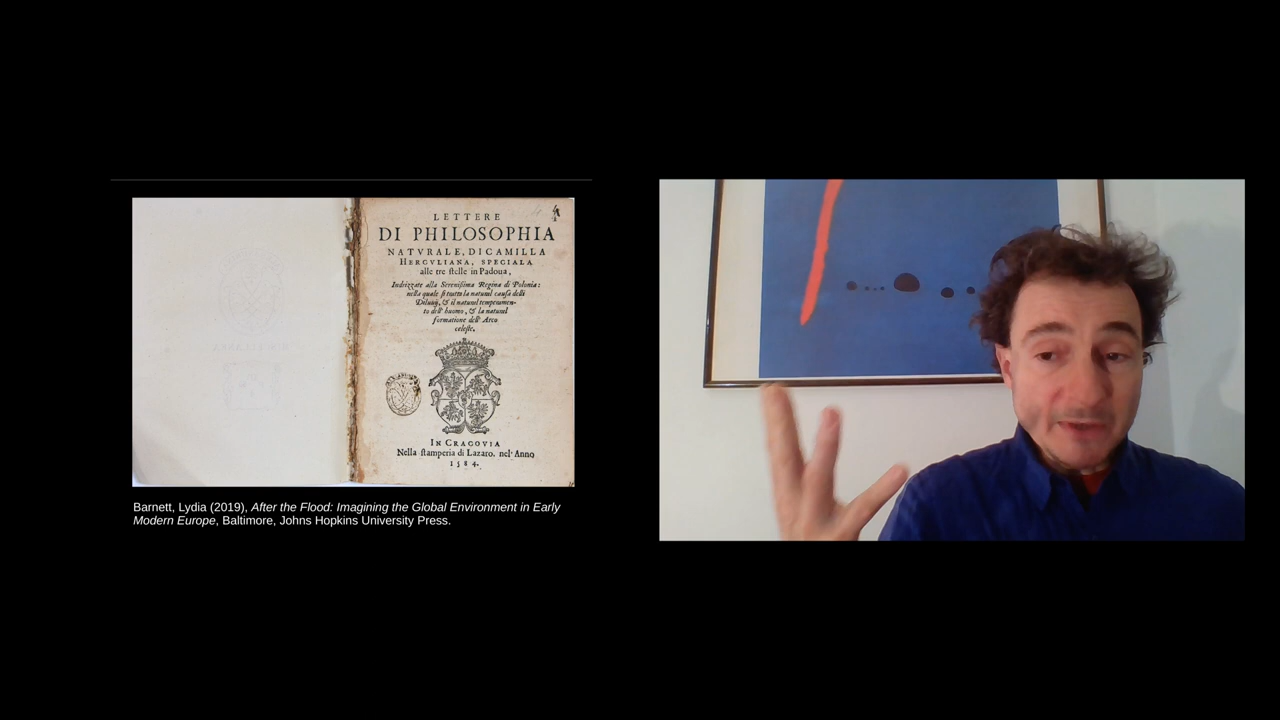 LETTERE
DI PHILOSOPHIA
NATVRALE, DI CAMILLA
HERCVLIANA, SPECIALA
alle tre ſtelle in Padoua,
Indrizzate alla Sereniſsima Regina di Polonia:
nella quale ſi tratta la natural cauſa delli
Diluuij, & il natural temperamen-
to dell' huomo, & la natural
formatione dell' Arco
celeſte.
IN CRACOVIA
Nella ſtamperia di Lazaro, nel' Anno
1584.
Barnett, Lydia (2019), After the Flood: Imagining the Global Environment in Early
Modern Europe, Baltimore, Johns Hopkins University Press.